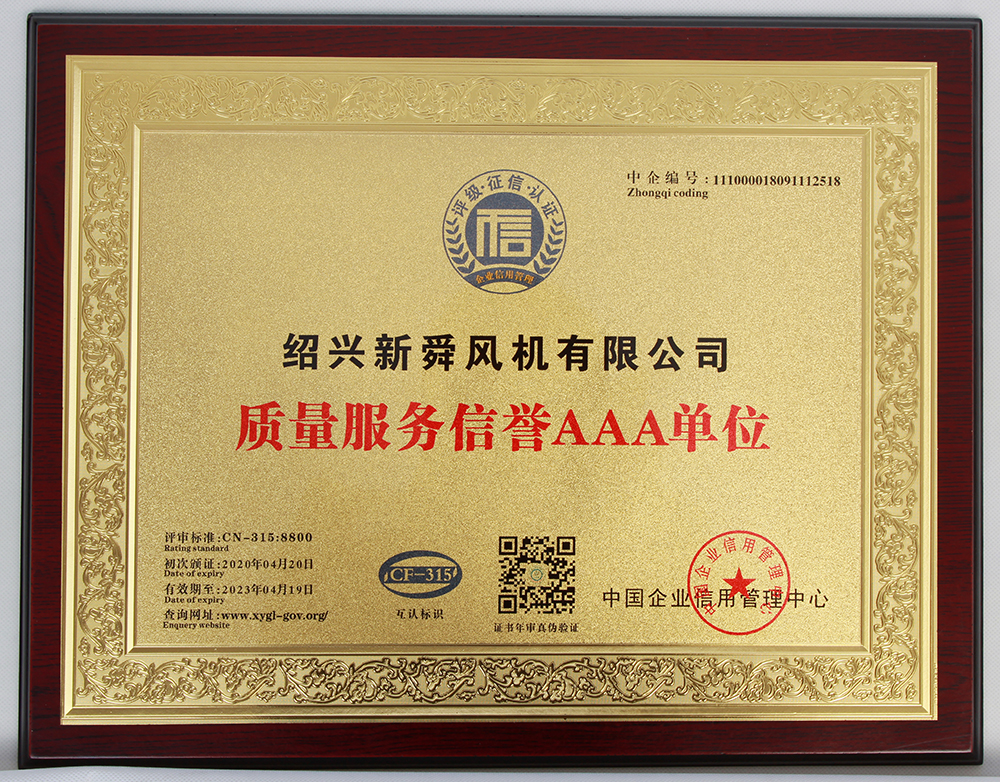 评级·征信·认证
信
企业信用管理
中企编号:111000018091112518
Zhongqi coding
绍兴新舜风机有限公司
质量服务信誉AAA单位
评审标准:CN-315:8800
Rating standard
初次颁证:2020年04月20日
Date of expiry
有效期至:2023年04月19日
Date of expiry
查询网址:www.xygl-gov.org/
Enquery website
CF-315
互认标识
证书年审真伪验证
中国企业信用管理中心
中国企业信用管理中心